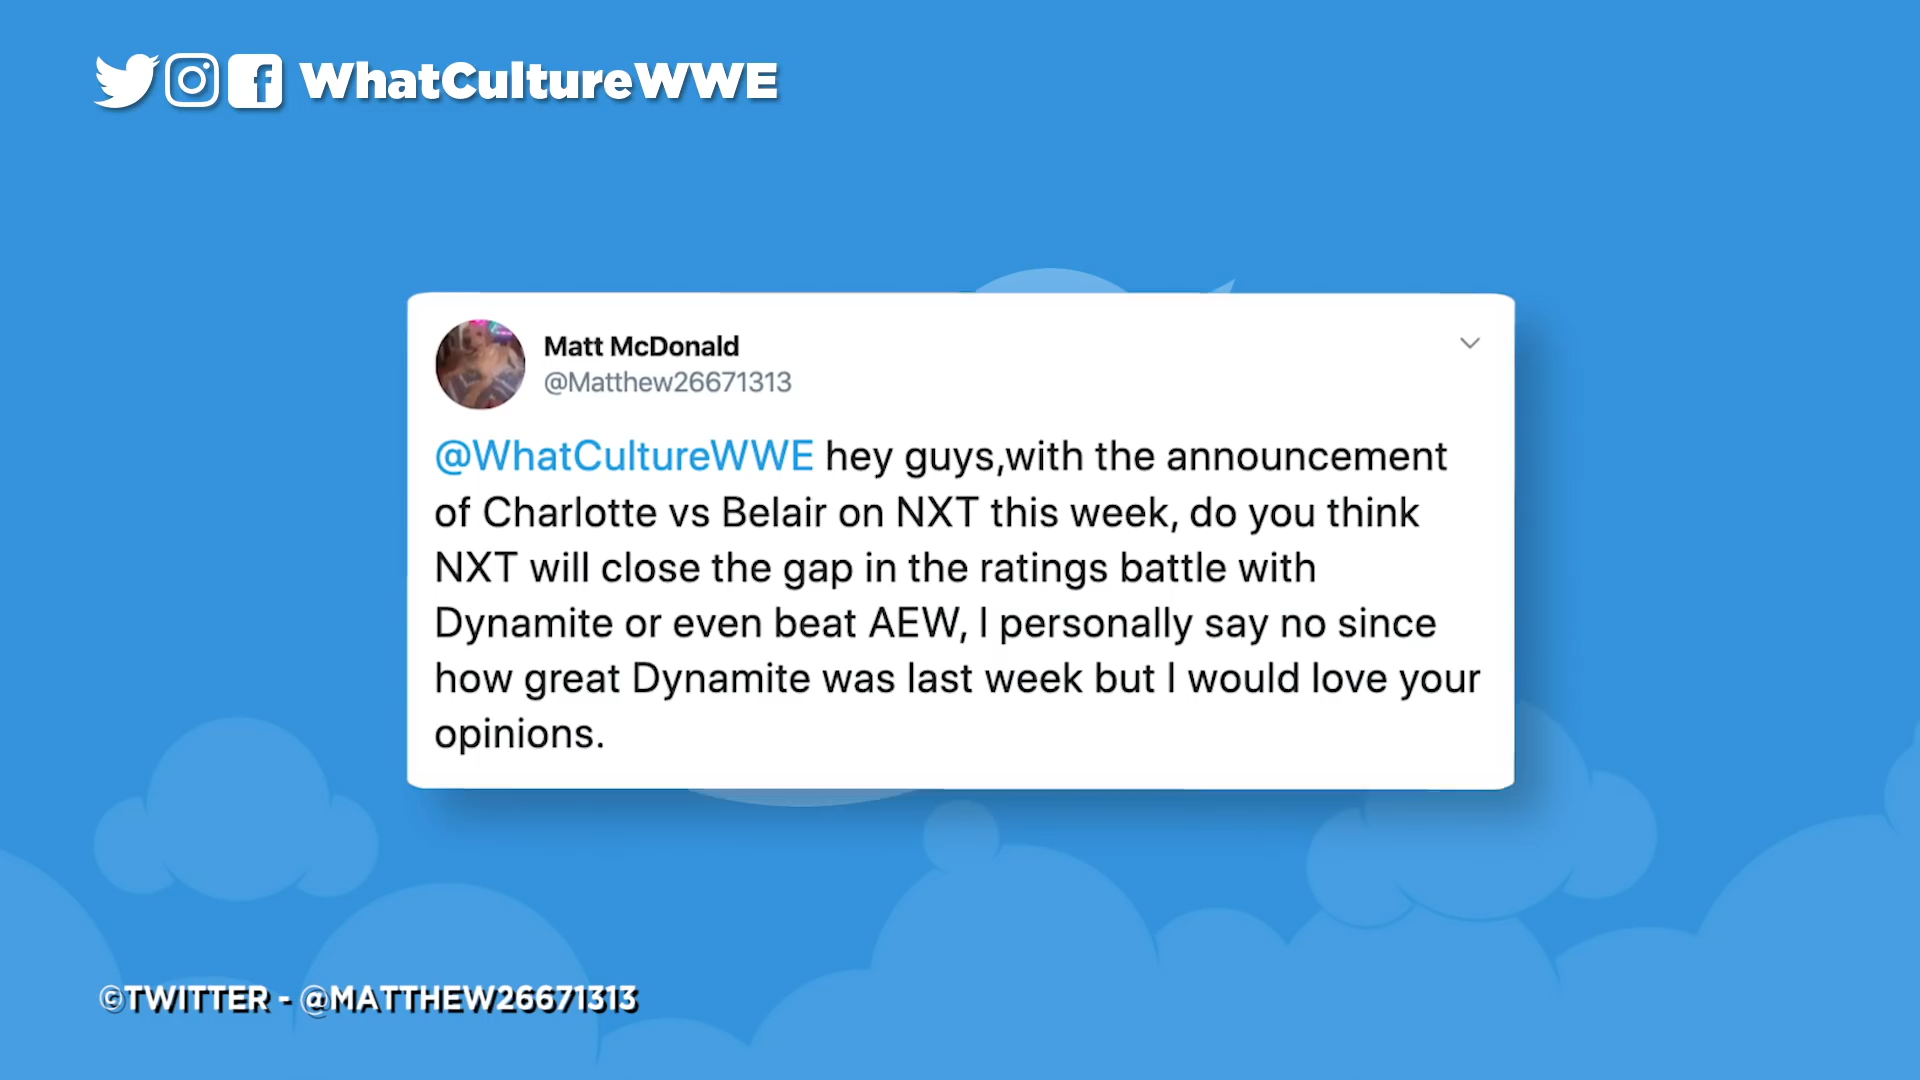 WhatCultureWWE
Matt McDonald
@Matthew26671313
@WhatCultureWWE hey guys,with the announcement
of Charlotte vs Belair on NXT this week, do you think
NXT will close the gap in the ratings battle with
Dynamite or even beat AEW, I personally say no since
how great Dynamite was last week but I would love your
opinions.
©TWITTER - @MATTHEW26671313